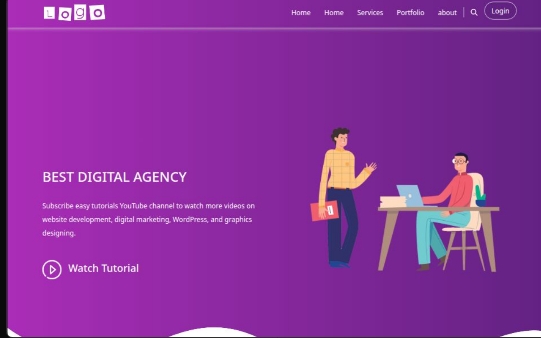 LOGO
Home Home Services Portfolio about Login
BEST DIGITAL AGENCY
Subscribe easy tutorials YouTube channel to watch more videos on
website development, digital marketing, WordPress, and graphics
designing.
Watch Tutorial